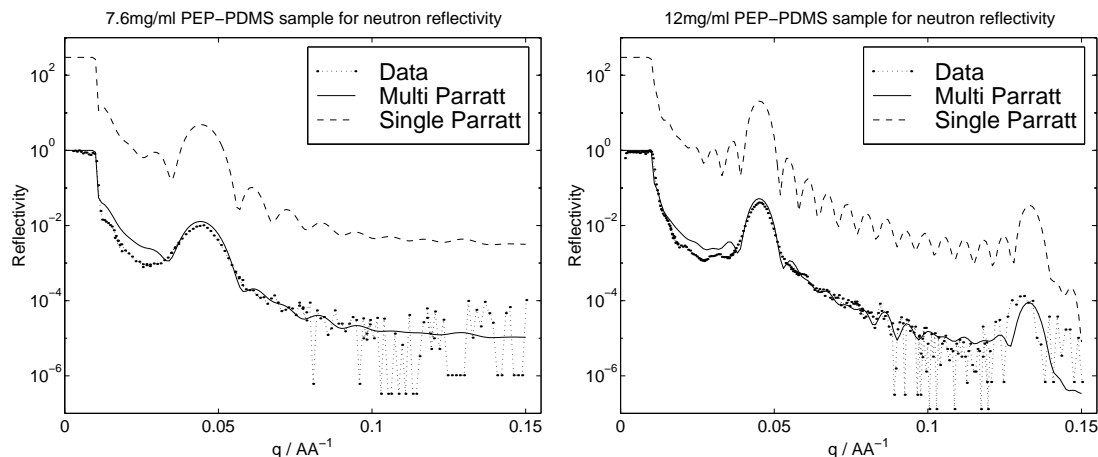 7.6mg/ml PEP−PDMS sample for neutron reflectivity
10^2
10^0
10^−2
10^−4
10^−6
Reflectivity
Data
Multi Parratt
Single Parratt
0 0.05 0.1 0.15
q / AA^−1
12mg/ml PEP−PDMS sample for neutron reflectivity
10^2
10^0
10^−2
10^−4
10^−6
Reflectivity
Data
Multi Parratt
Single Parratt
0 0.05 0.1 0.15
q / AA^−1